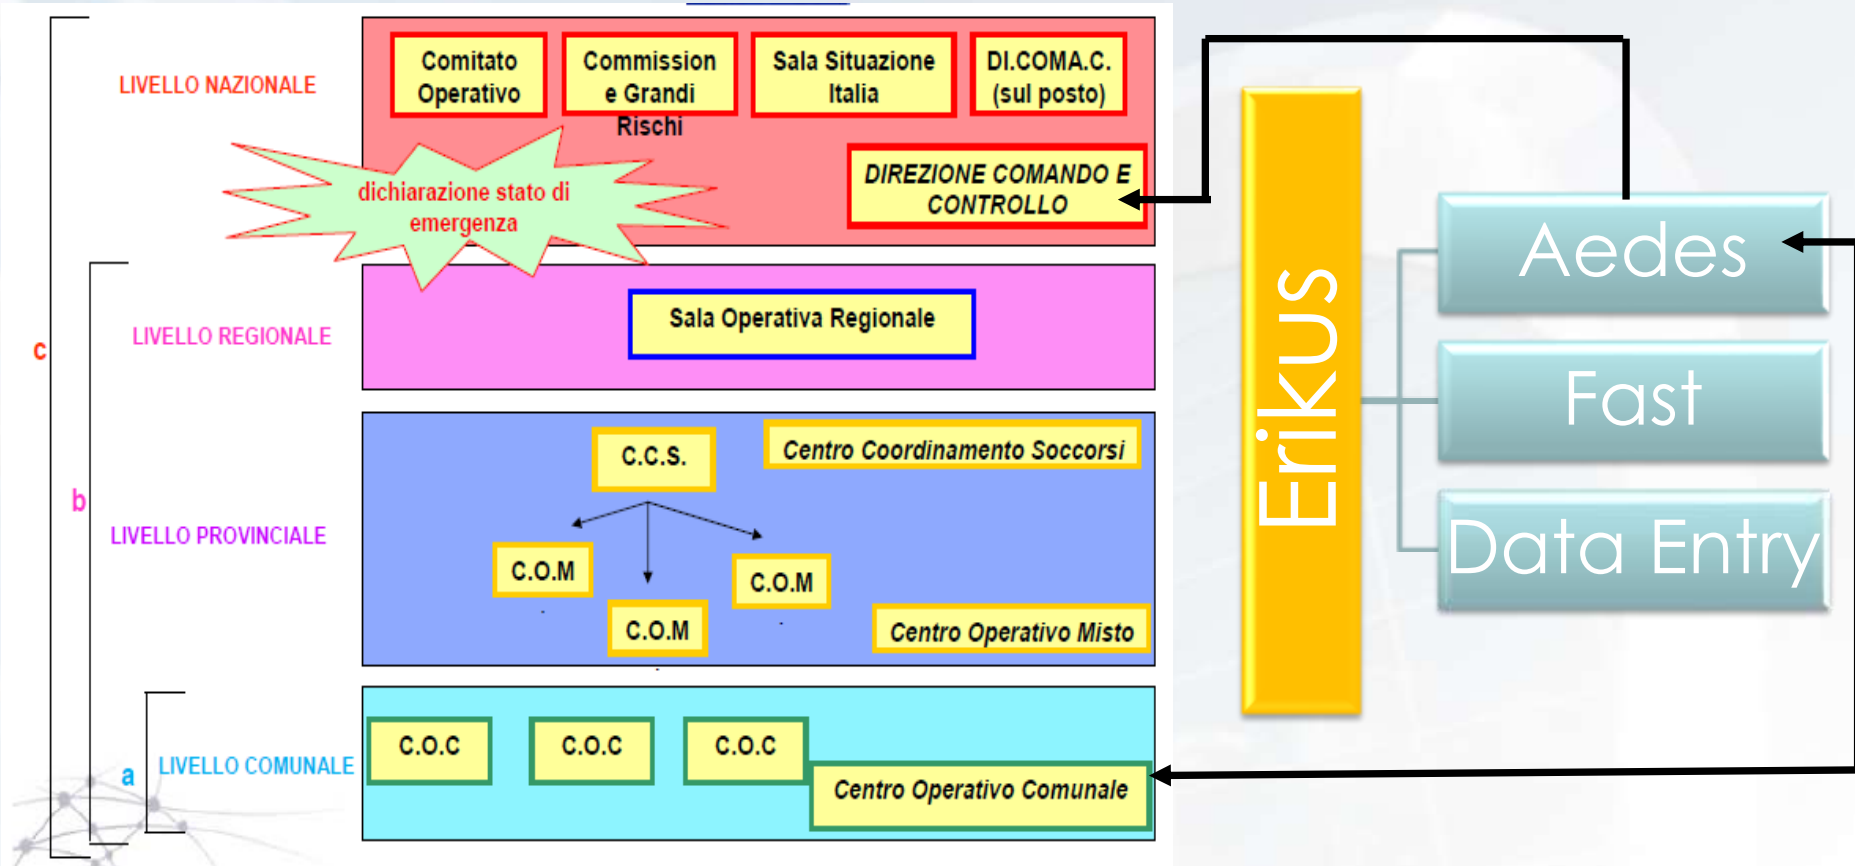 LIVELLO NAZIONALE
Comitato
Operativo
Commission
e Grandi
Rischi
Sala Situazione
Italia
DI.COMA.C.
(sul posto)
dichiarazione stato di
emergenza
DIREZIONE COMANDO E
CONTROLLO
LIVELLO REGIONALE
Sala Operativa Regionale
c
b
LIVELLO PROVINCIALE
C.C.S.
Centro Coordinamento Soccorsi
C.O.M
.
C.O.M
.
C.O.M
.
Centro Operativo Misto
a
LIVELLO COMUNALE
C.O.C
C.O.C
C.O.C
Centro Operativo Comunale
Erikus
Aedes
Fast
Data Entry